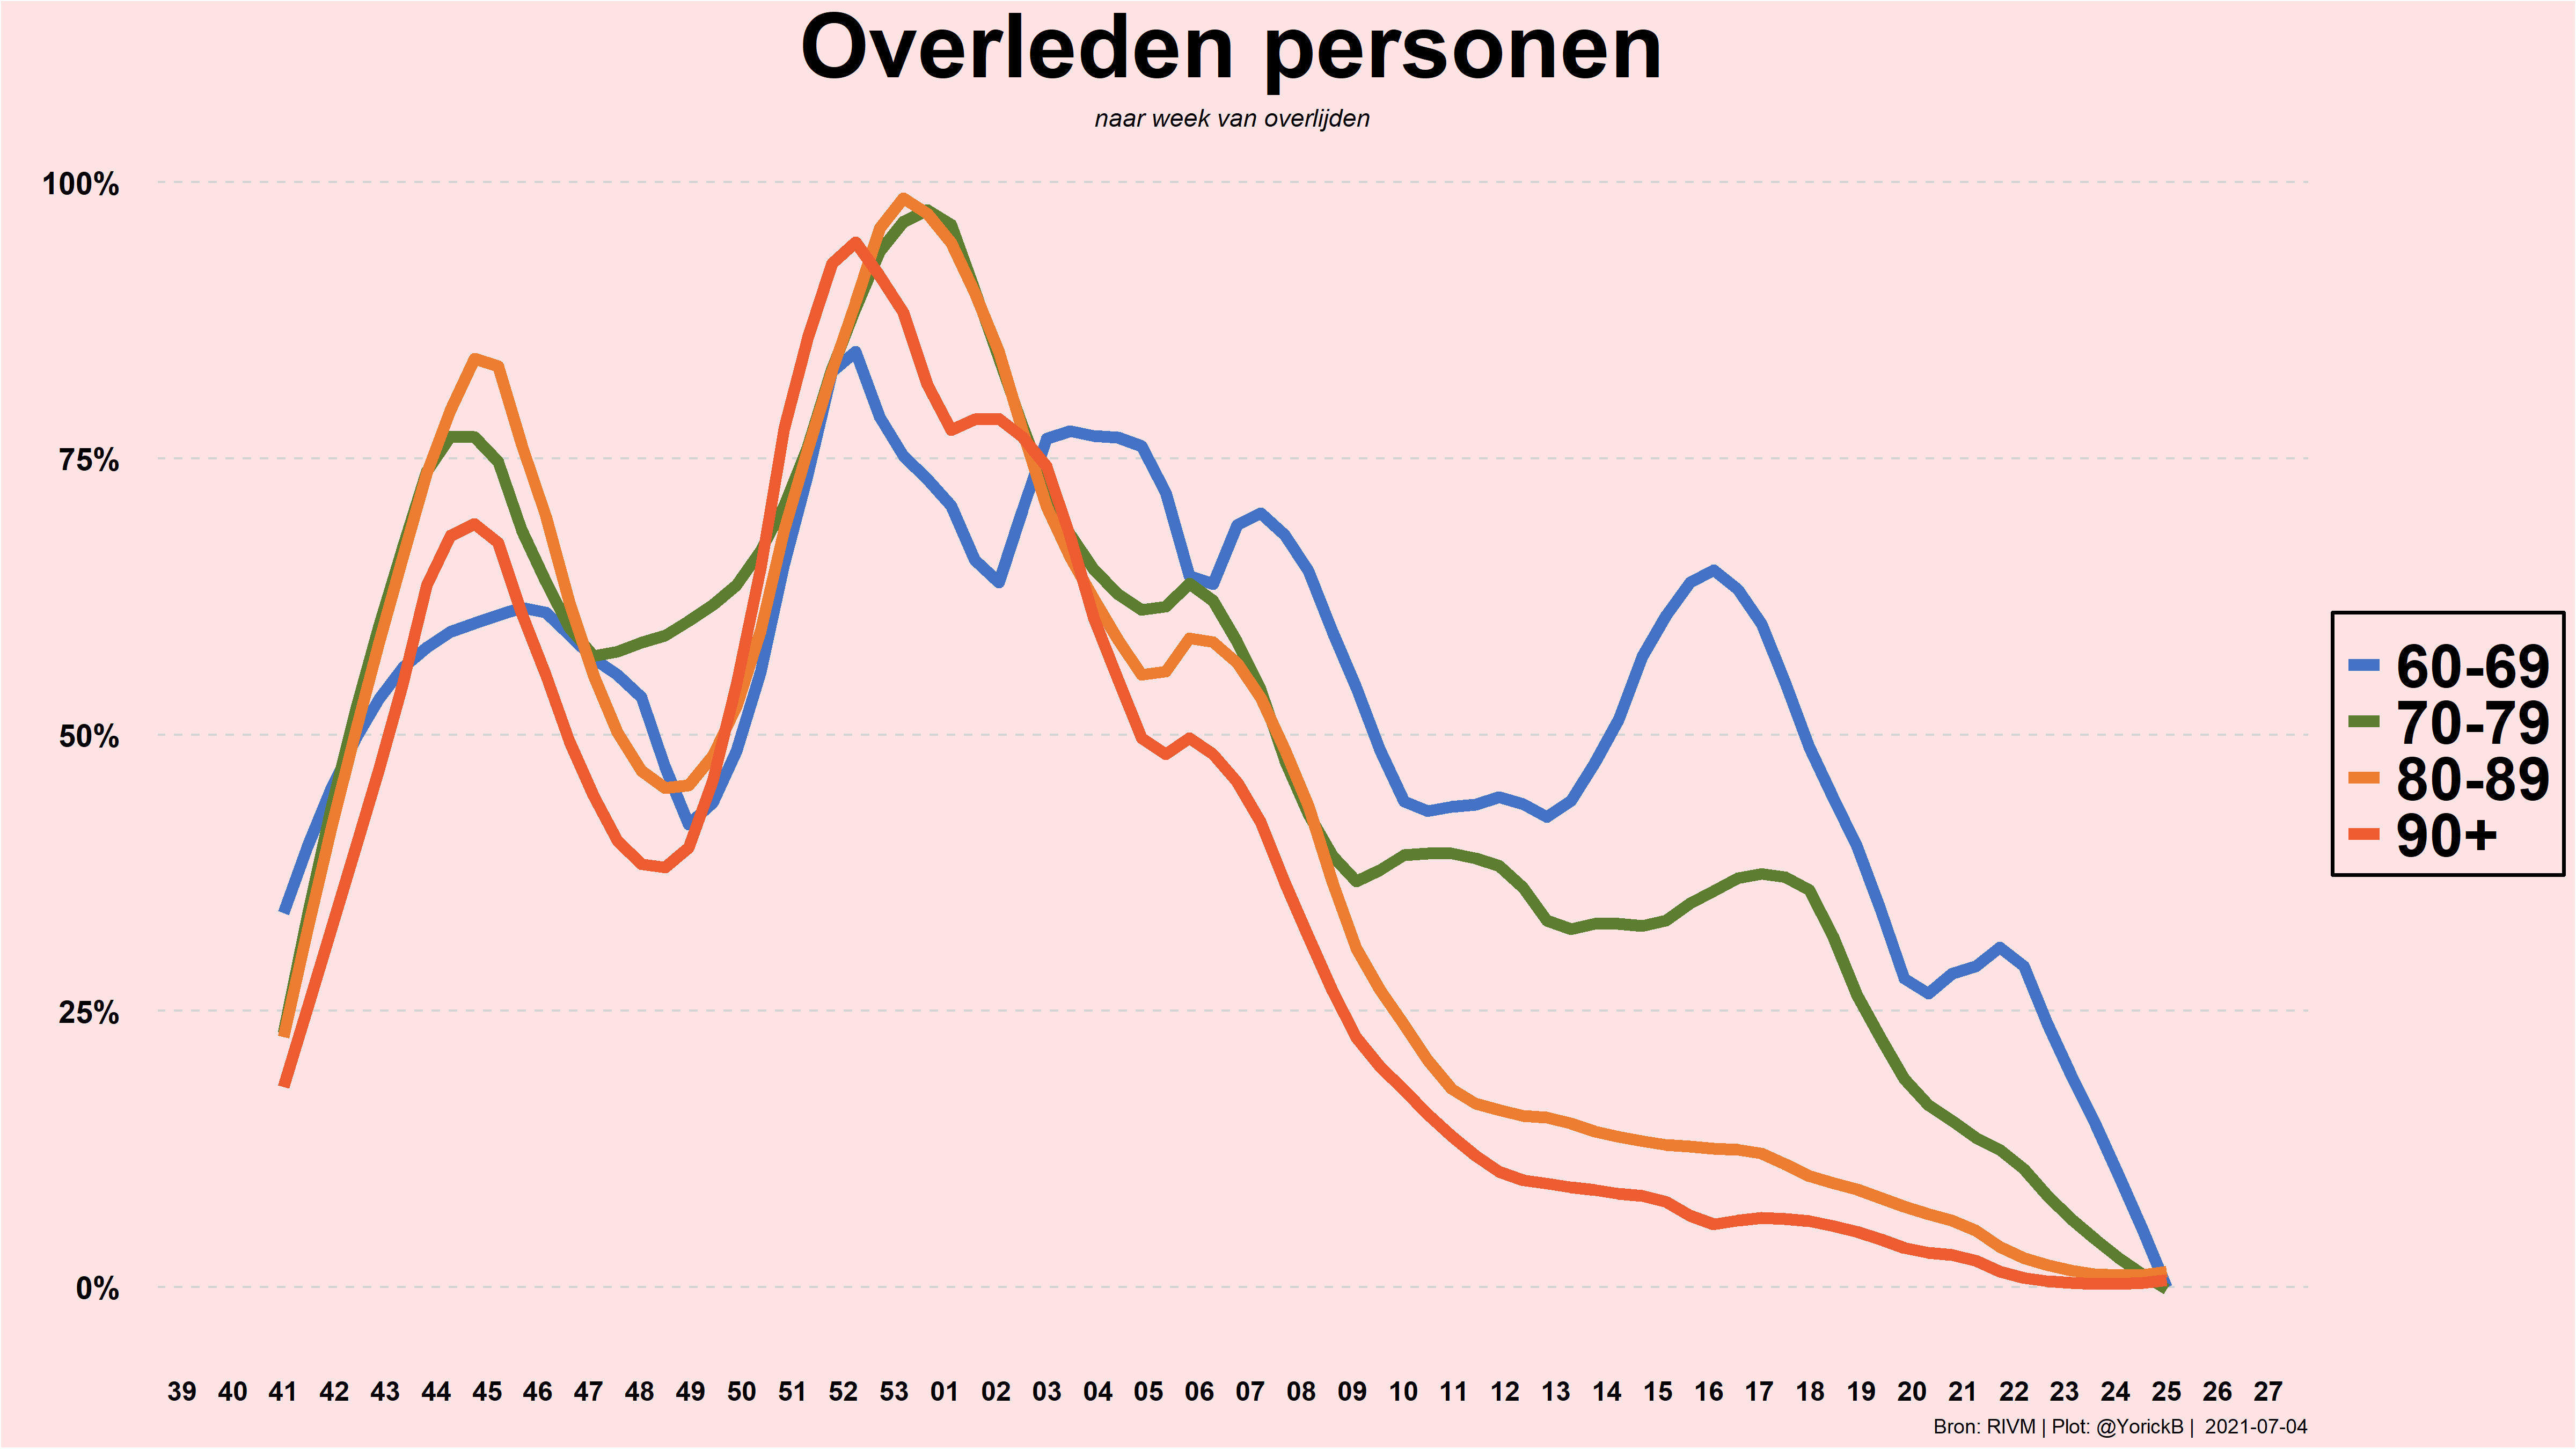 Overleden personen
naar week van overlijden
100%
75%
50%
25%
0%
60-69
70-79
80-89
90+
39 40 41 42 43 44 45 46 47 48 49 50 51 52 53 01 02 03 04 05 06 07 08 09 10 11 12 13 14 15 16 17 18 19 20 21 22 23 24 25 26 27
Bron: RIVM | Plot: @YorickB | 2021-07-04